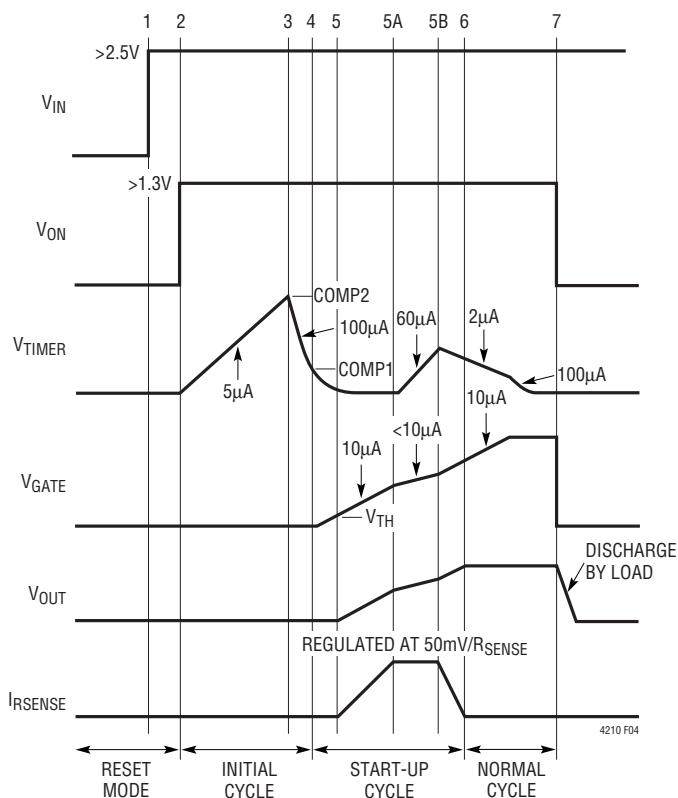 1 2 3 4 5 5A 5B 6 7
>2.5V
VIN
>1.3V
VON
COMP2
100µA
60µA
2µA
VTIMER
COMP1
5µA
100µA
10µA
<10µA
10µA
VGATE
VTH
DISCHARGE
BY LOAD
VOUT
REGULATED AT 50mV/RSENSE
IRSENSE
4210 F04
RESET
MODE
INITIAL
CYCLE
START-UP
CYCLE
NORMAL
CYCLE